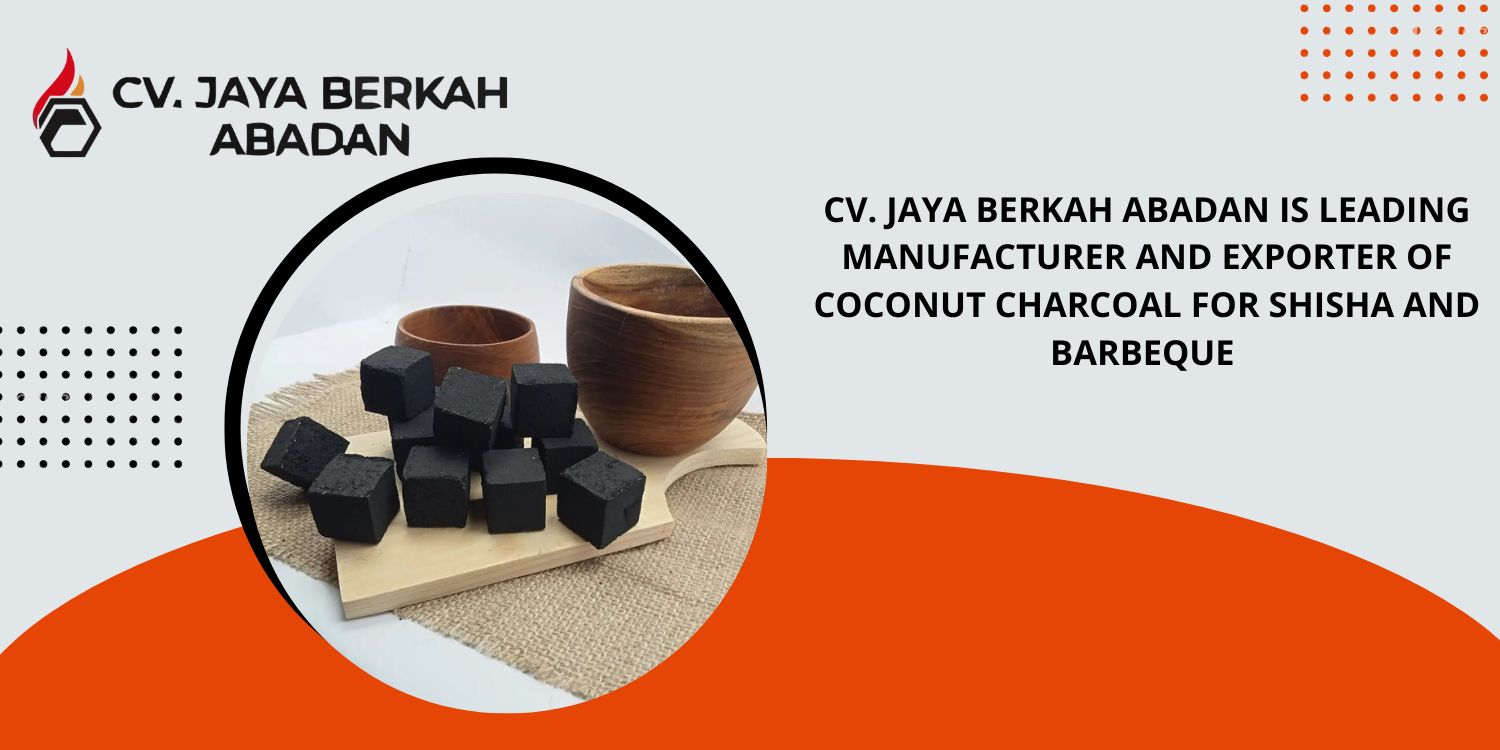 CV. JAYA BERKAH
ABADAN
CV. JAYA BERKAH ABADAN IS LEADING
MANUFACTURER AND EXPORTER OF
COCONUT CHARCOAL FOR SHISHA AND
BARBEQUE